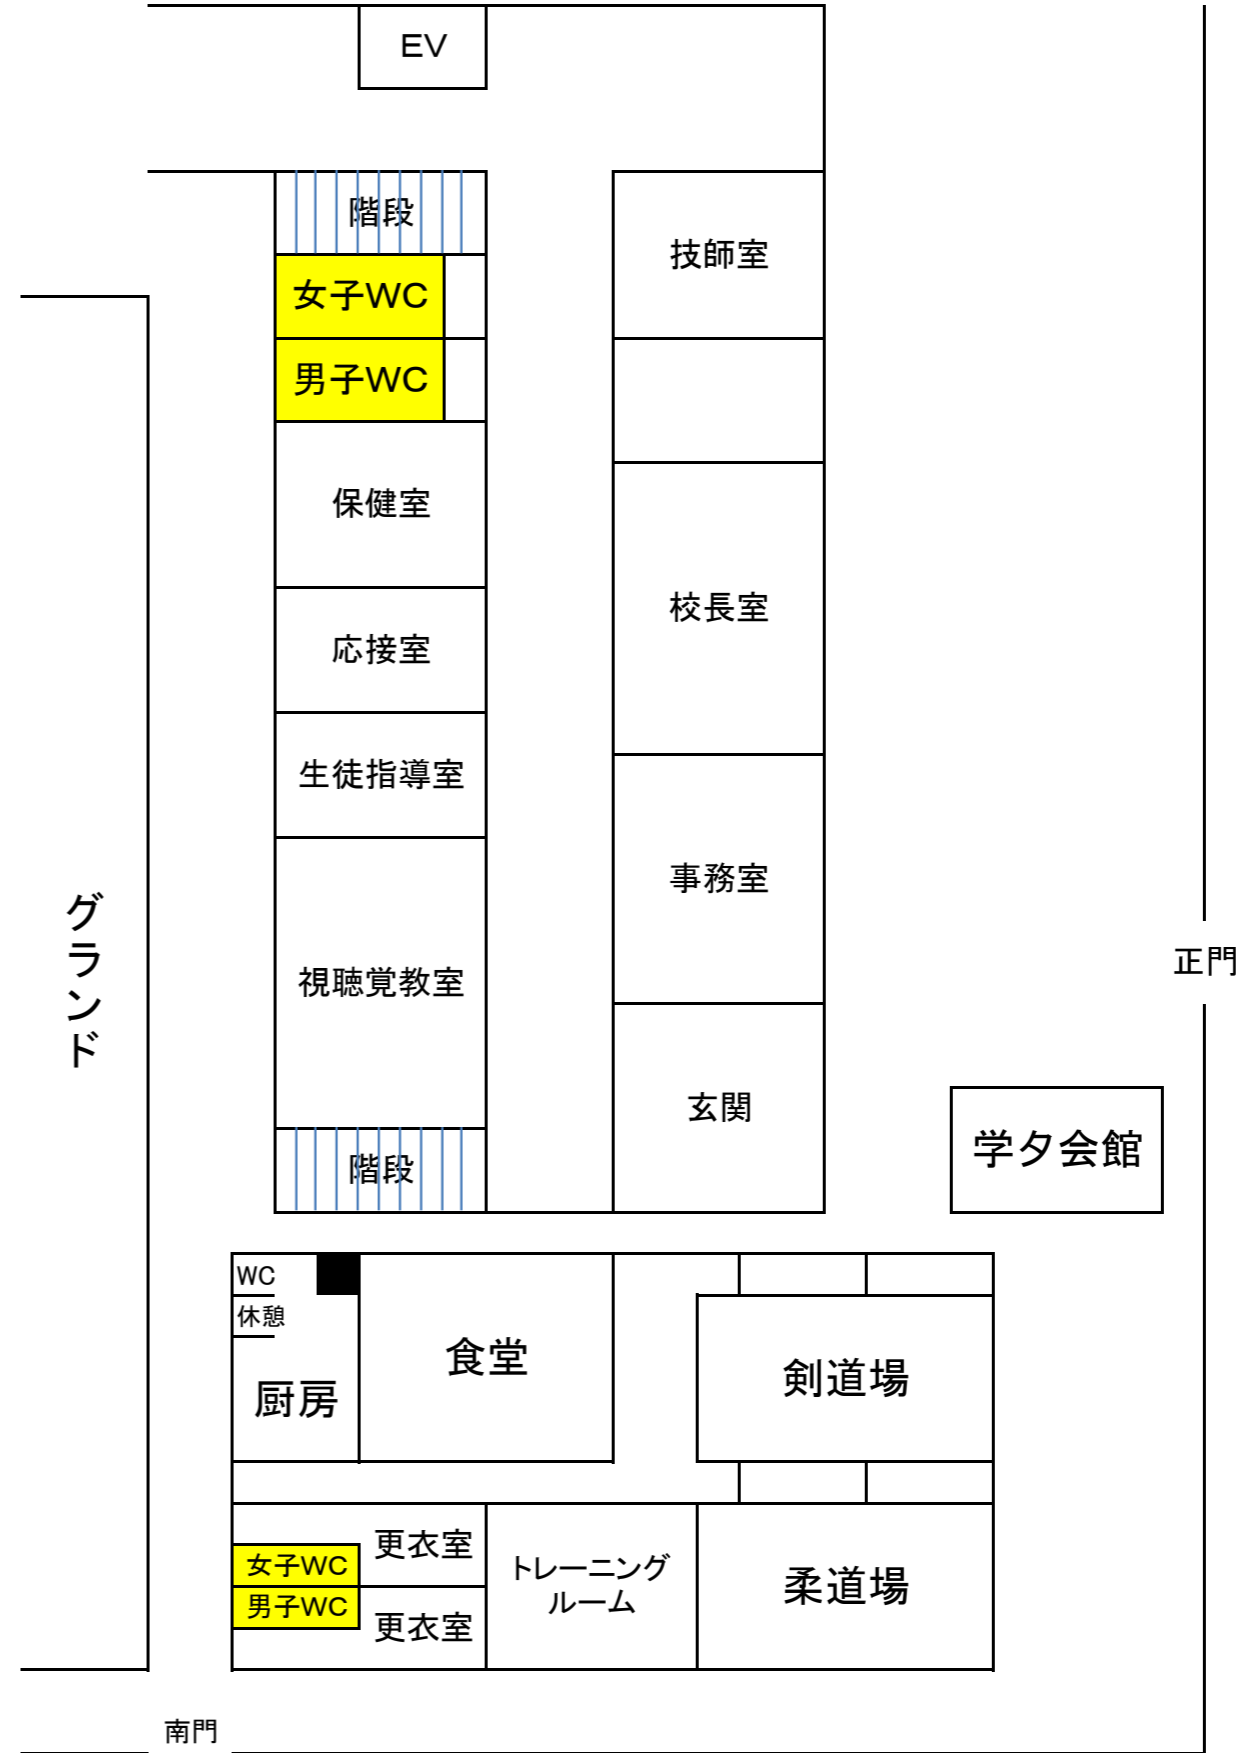 EV
階段
技師室
女子WC
男子WC
保健室
校長室
応接室
生徒指導室
事務室
グランド
視聴覚教室
正門
玄関
学夕会館
階段
WC
休憩
食堂
剣道場
厨房
更衣室
女子WC
トレーニング
ルーム
柔道場
男子WC
更衣室
南門